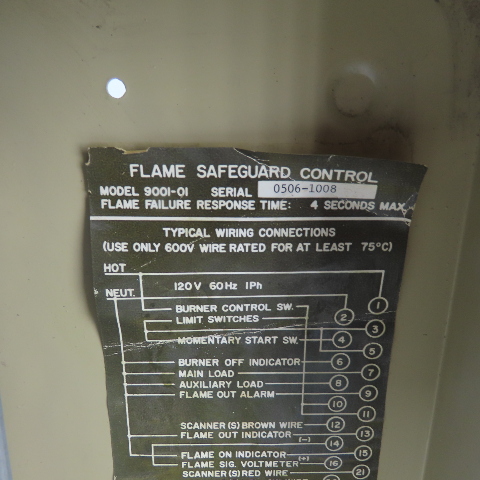 FLAME SAFEGUARD CONTROL
MODEL 9001-01 SERIAL 0506-1008
FLAME FAILURE RESPONSE TIME: 4 SECONDS MAX.
TYPICAL WIRING CONNECTIONS
(USE ONLY 600V WIRE RATED FOR AT LEAST 75°C)
HOT
120V 60Hz 1Ph
NEUT.
1
BURNER CONTROL SW.
2
LIMIT SWITCHES
3
MOMENTARY START SW.
4
5
BURNER OFF INDICATOR
6
MAIN LOAD
7
AUXILIARY LOAD
8
FLAME OUT ALARM
9
10
11
SCANNER(S) BROWN WIRE
12
FLAME OUT INDICATOR
13
(-)
14
FLAME ON INDICATOR
15
(+)
FLAME SIG. VOLTMETER
16
SCANNER(S) RED WIRE
21